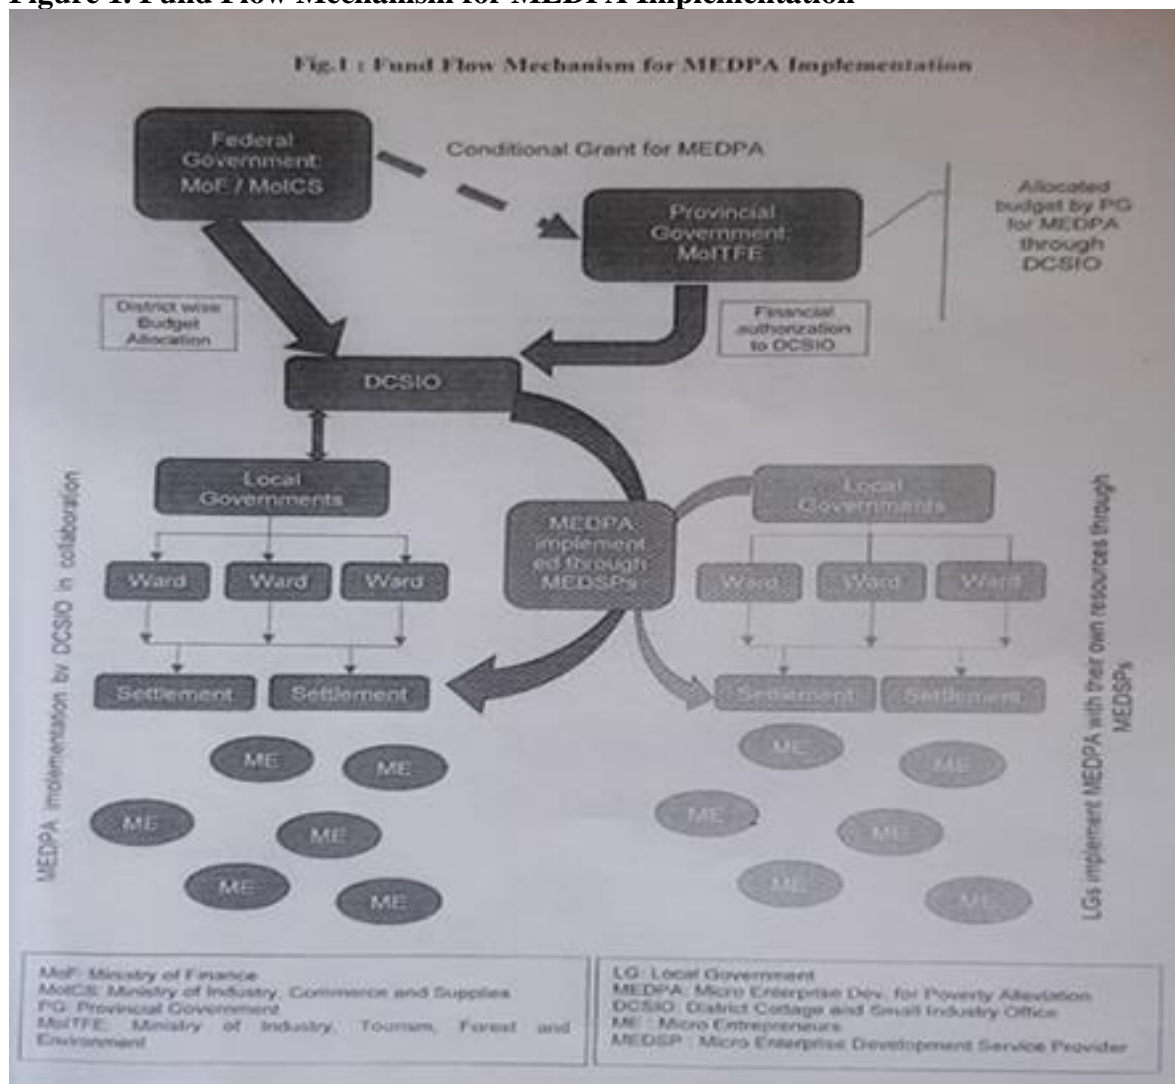 Figure 1. Fund Flow Mechanism for MEDPA Implementation
Fig.1 : Fund Flow Mechanism for MEDPA Implementation
Federal
Government:
MoF / MoICS
Conditional Grant for MEDPA
Provincial
Government:
MoITFE
Allocated
budget by PG
for MEDPA
through
DCSIO
District wise
Budget
Allocation
Financial
authorization
to DCSIO
DCSIO
Local
Governments
MEDPA
implement
ed through
MEDSPs
Local
Governments
Ward
Ward
Ward
Ward
Ward
Ward
Settlement
Settlement
Settlement
Settlement
ME
ME
ME
ME
ME
ME
ME
ME
ME
ME
ME
ME
MEDPA implementation by DCSIO in collaboration
LGs implement MEDPA with their own resources through
MEDSPs
MoF: Ministry of Finance
MoICS: Ministry of Industry, Commerce and Supplies
PG: Provincial Government
MoITFE: Ministry of Industry, Tourism, Forest and
Environment
LG: Local Government
MEDPA: Micro Enterprise Dev. for Poverty Alleviation
DCSIO: District Cottage and Small Industry Office
ME : Micro Entrepreneurs
MEDSP : Micro Enterprise Development Service Provider